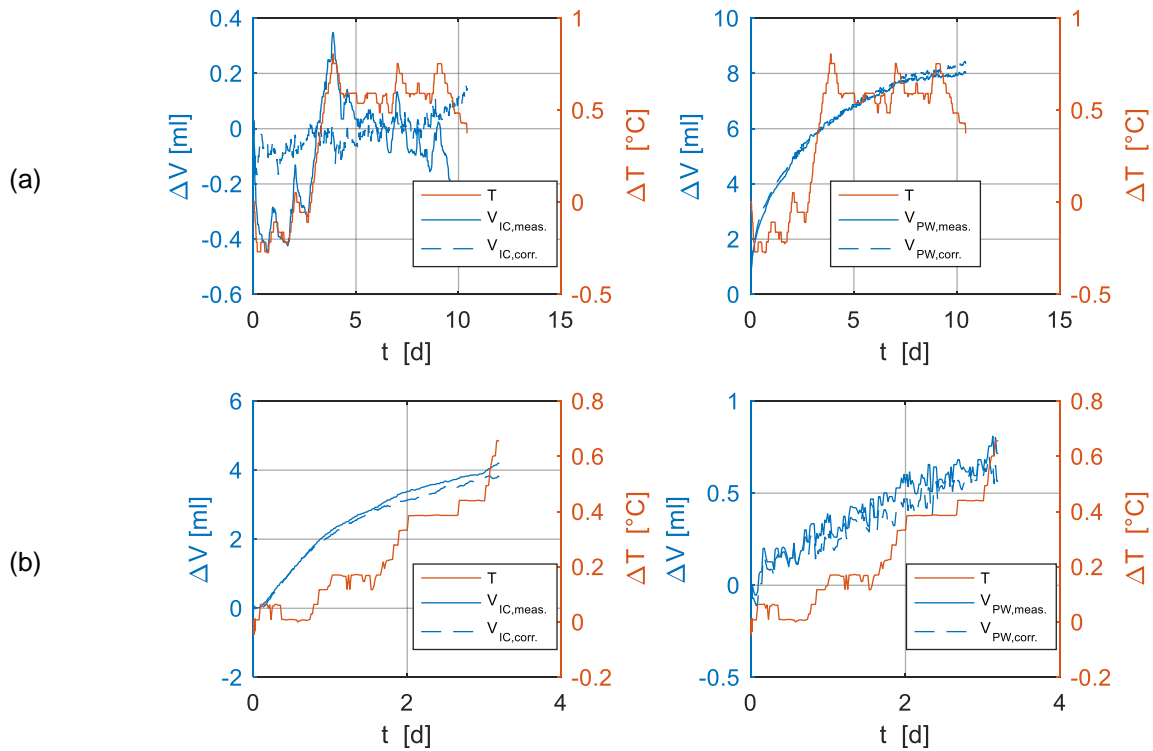 (a)
ΔV [ml]
0.4
0.2
0
-0.2
-0.4
-0.6
1
0.5
0
-0.5
ΔT [°C]
T
V IC,meas.
V IC,corr.
0 5 10 15
t [d]
ΔV [ml]
10
8
6
4
2
0
1
0.5
0
-0.5
ΔT [°C]
T
V PW,meas.
V PW,corr.
0 5 10 15
t [d]
(b)
ΔV [ml]
6
4
2
0
-2
0.8
0.6
0.4
0.2
0
-0.2
ΔT [°C]
T
V IC,meas.
V IC,corr.
0 2 4
t [d]
ΔV [ml]
1
0.5
0
-0.5
0.8
0.6
0.4
0.2
0
-0.2
ΔT [°C]
T
V PW,meas.
V PW,corr.
0 2 4
t [d]